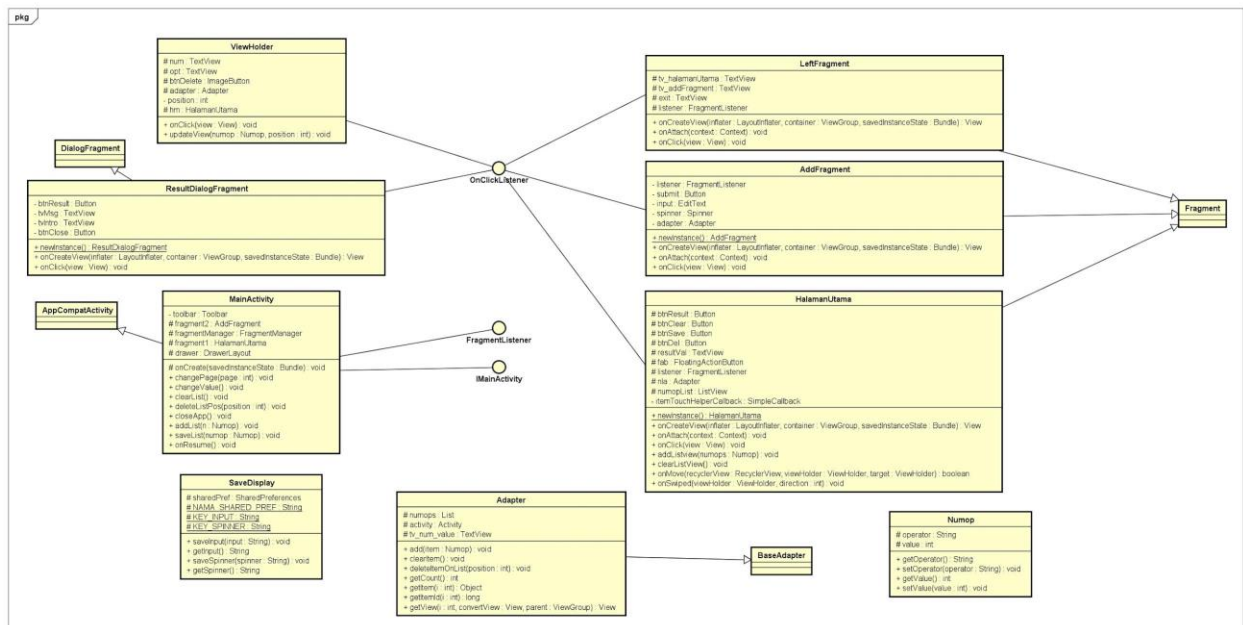 pkg
ViewHolder
# num : TextView
# opt : TextView
# btnDelete : ImageButton
# adapter : Adapter
- position : int
# hm : HalamanUtama
+ onClick(view : View) : void
+ updateView(numop : Numop, position : int) : void
DialogFragment
ResultDialogFragment
- btnResult : Button
- tvMsg : TextView
- tvIntro : TextView
- btnClose : Button
+ newInstance() : ResultDialogFragment
+ onCreateView(inflater : LayoutInflater, container : ViewGroup, savedInstanceState : Bundle) : View
+ onClick(view : View) : void
OnClickListener
LeftFragment
# tv_halamanUtama : TextView
# tv_addFragment : TextView
# exit : TextView
# listener : FragmentListener
+ onCreateView(inflater : LayoutInflater, container : ViewGroup, savedInstanceState : Bundle) : View
+ onAttach(context : Context) : void
+ onClick(view : View) : void
AddFragment
- listener : FragmentListener
- submit : Button
- input : EditText
- spinner : Spinner
- adapter : Adapter
+ newInstance() : AddFragment
+ onCreateView(inflater : LayoutInflater, container : ViewGroup, savedInstanceState : Bundle) : View
+ onAttach(context : Context) : void
+ onClick(view : View) : void
Fragment
AppCompatActivity
MainActivity
- toolbar : Toolbar
# fragment2 : AddFragment
# fragmentManager : FragmentManager
# fragment1 : HalamanUtama
# drawer : DrawerLayout
# onCreate(savedInstanceState : Bundle) : void
+ changePage(page : int) : void
+ changeValue() : void
+ clearList() : void
+ deleteListPos(position : int) : void
+ closeApp() : void
+ addList(n : Numop) : void
+ saveList(numop : Numop) : void
+ onResume() : void
FragmentListener
IMainActivity
HalamanUtama
# btnResult : Button
# btnClear : Button
# btnSave : Button
# btnDel : Button
# resultVal : TextView
# fab : FloatingActionButton
# listener : FragmentListener
# nla : Adapter
# numopList : ListView
- itemTouchHelperCallback : SimpleCallback
+ newInstance() : HalamanUtama
+ onCreateView(inflater : LayoutInflater, container : ViewGroup, savedInstanceState : Bundle) : View
+ onAttach(context : Context) : void
+ onClick(view : View) : void
+ addListview(numops : Numop) : void
+ clearListView() : void
+ onMove(recyclerView : RecyclerView, viewHolder : ViewHolder, target : ViewHolder) : boolean
+ onSwiped(viewHolder : ViewHolder, direction : int) : void
SaveDisplay
# sharedPref : SharedPreferences
# NAMA_SHARED_PREF : String
# KEY_INPUT : String
# KEY_SPINNER : String
+ saveInput(input : String) : void
+ getInput() : String
+ saveSpinner(spinner : String) : void
+ getSpinner() : String
Adapter
# numops : List
# activity : Activity
# tv_num_value : TextView
+ add(item : Numop) : void
+ clearItem() : void
+ deleteItemOnList(position : int) : void
+ getCount() : int
+ getItem(i : int) : Object
+ getItemId(i : int) : long
+ getView(i : int, convertView : View, parent : ViewGroup) : View
BaseAdapter
Numop
# operator : String
# value : int
+ getOperator() : String
+ setOperator(operator : String) : void
+ getValue() : int
+ setValue(value : int) : void